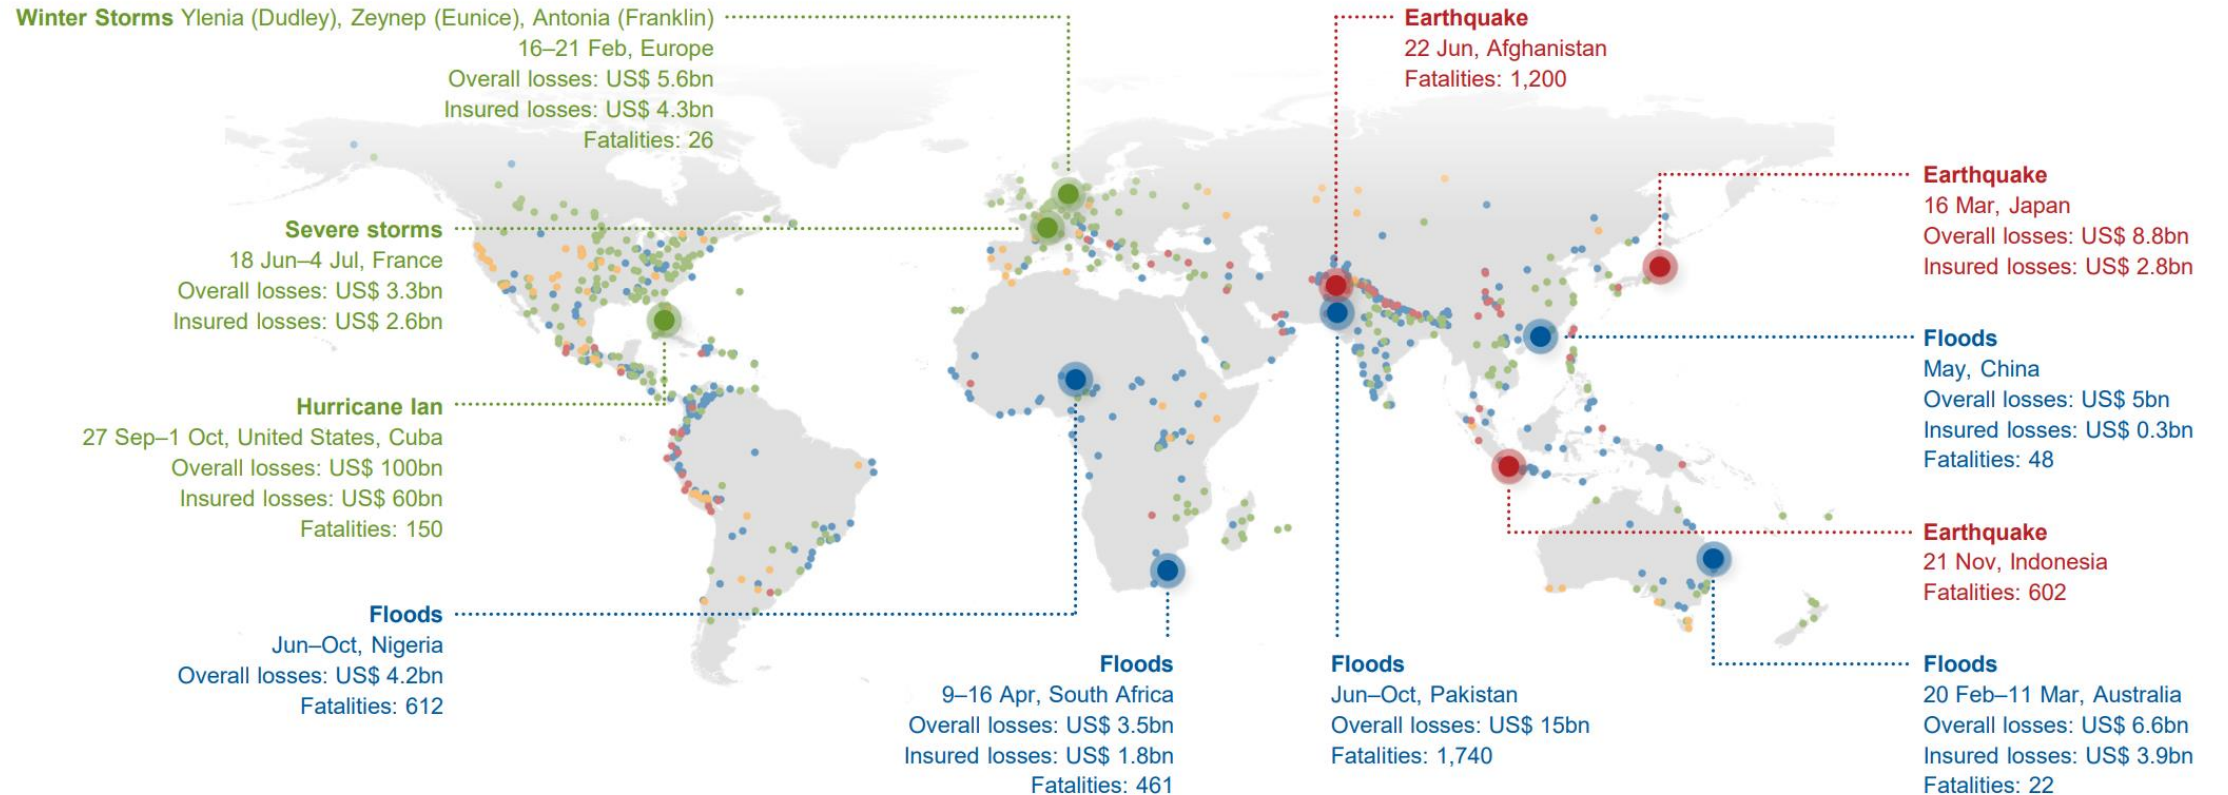 Winter Storms Ylenia (Dudley), Zeynep (Eunice), Antonia (Franklin)
16–21 Feb, Europe
Overall losses: US$ 5.6bn
Insured losses: US$ 4.3bn
Fatalities: 26
Earthquake
22 Jun, Afghanistan
Fatalities: 1,200
Earthquake
16 Mar, Japan
Overall losses: US$ 8.8bn
Insured losses: US$ 2.8bn
Severe storms
18 Jun–4 Jul, France
Overall losses: US$ 3.3bn
Insured losses: US$ 2.6bn
Floods
May, China
Overall losses: US$ 5bn
Insured losses: US$ 0.3bn
Fatalities: 48
Hurricane Ian
27 Sep–1 Oct, United States, Cuba
Overall losses: US$ 100bn
Insured losses: US$ 60bn
Fatalities: 150
Earthquake
21 Nov, Indonesia
Fatalities: 602
Floods
Jun–Oct, Nigeria
Overall losses: US$ 4.2bn
Fatalities: 612
Floods
9–16 Apr, South Africa
Overall losses: US$ 3.5bn
Insured losses: US$ 1.8bn
Fatalities: 461
Floods
Jun–Oct, Pakistan
Overall losses: US$ 15bn
Fatalities: 1,740
Floods
20 Feb–11 Mar, Australia
Overall losses: US$ 6.6bn
Insured losses: US$ 3.9bn
Fatalities: 22